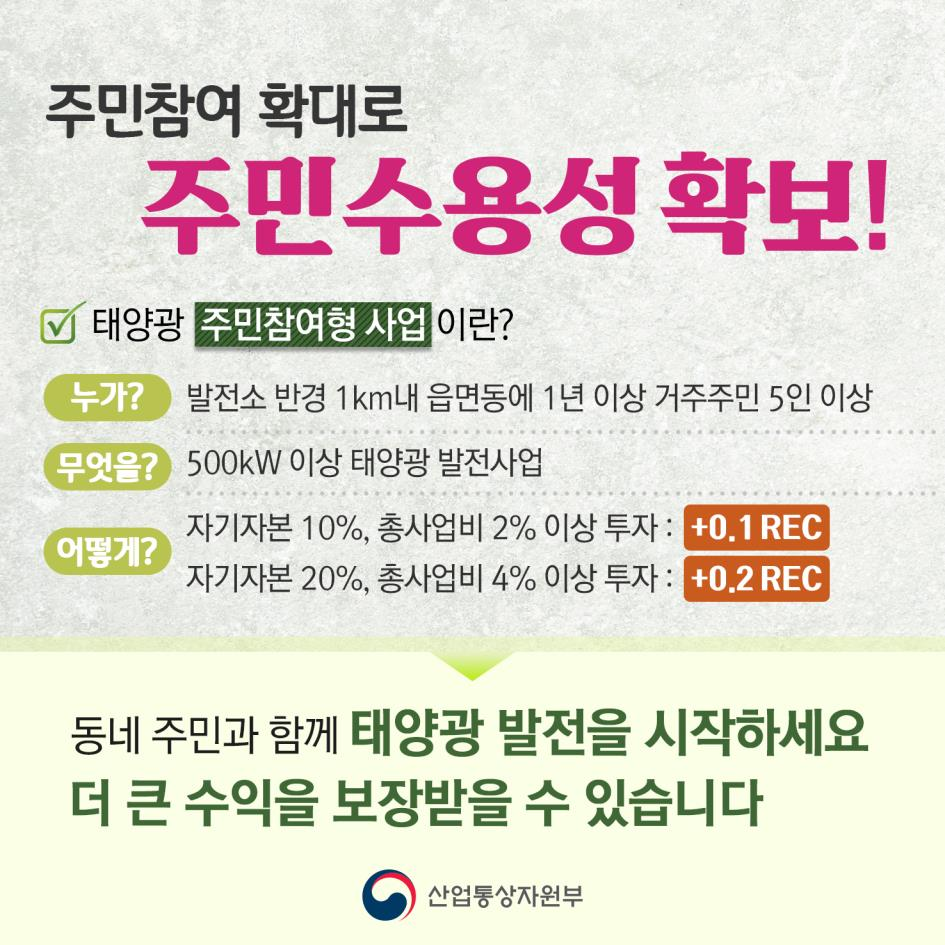 주민참여 확대로
주민수용성 확보!
태양광 주민참여형 사업 이란?
누가? 발전소 반경 1km내 읍면동에 1년 이상 거주주민 5인 이상
무엇을? 500kW 이상 태양광 발전사업
어떻게? 자기자본 10%, 총사업비 2% 이상 투자 : +0.1 REC
자기자본 20%, 총사업비 4% 이상 투자 : +0.2 REC
동네 주민과 함께 태양광 발전을 시작하세요
더 큰 수익을 보장받을 수 있습니다
산업통상자원부